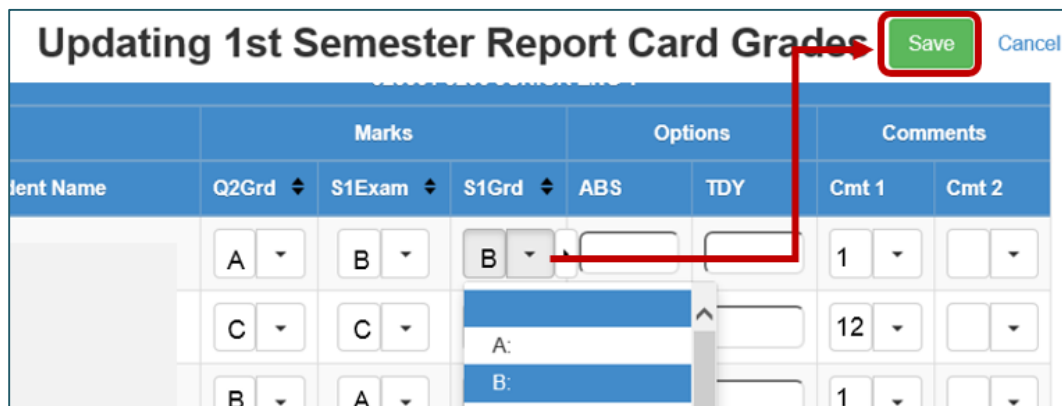 Updating 1st Semester Report Card Grades Save Cancel
Marks Options Comments
dent Name Q2Grd S1Exam S1Grd ABS TDY Cmt 1 Cmt 2
A B B 1
C C 12
A:
B:
B A 1